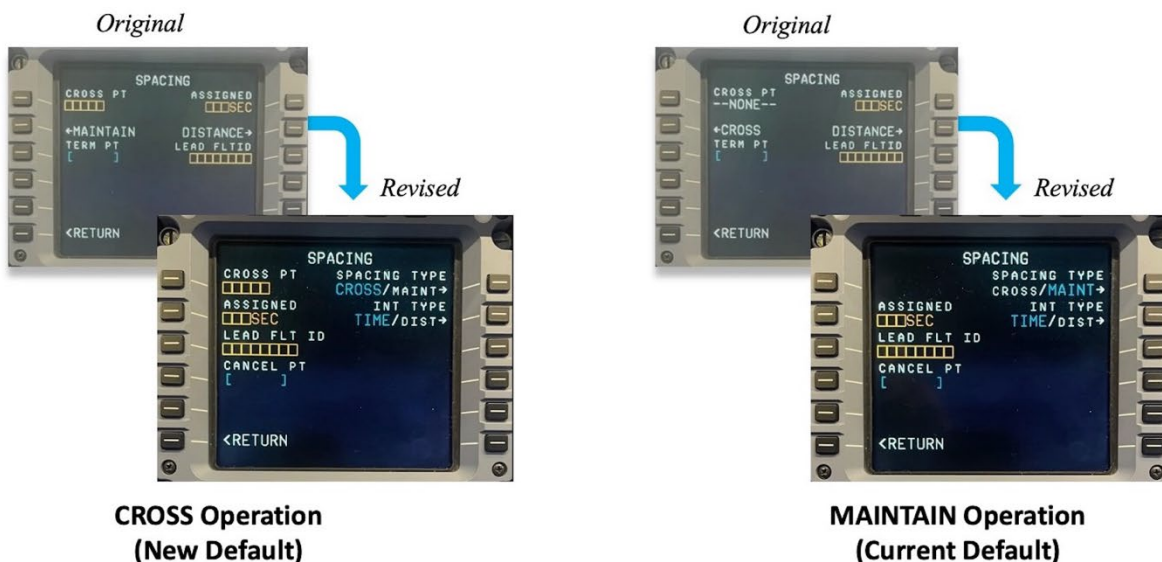 Original
SPACING
CROSS PT ASSIGNED
□□□□□ □□□SEC
←MAINTAIN DISTANCE→
TERM PT LEAD FLTID
[ ] □□□□□□□□
<RETURN
Revised
SPACING
CROSS PT SPACING TYPE
□□□□□ CROSS/MAINT→
ASSIGNED INT TYPE
□□□SEC TIME/DIST→
LEAD FLT ID
□□□□□□□□
CANCEL PT
[ ]
<RETURN
CROSS Operation
(New Default)
Original
SPACING
CROSS PT ASSIGNED
--NONE-- □□□SEC
←CROSS DISTANCE→
TERM PT LEAD FLTID
[ ] □□□□□□□□
<RETURN
Revised
SPACING
SPACING TYPE
CROSS/MAINT→
ASSIGNED INT TYPE
□□□SEC TIME/DIST→
LEAD FLT ID
□□□□□□□□
CANCEL PT
[ ]
<RETURN
MAINTAIN Operation
(Current Default)